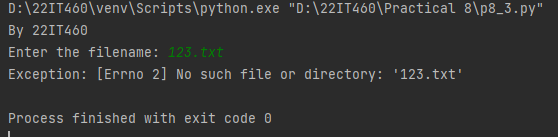 D:\22IT460\venv\Scripts\python.exe "D:\22IT460\Practical 8\p8_3.py"
By 22IT460
Enter the filename: 123.txt
Exception: [Errno 2] No such file or directory: '123.txt'
Process finished with exit code 0